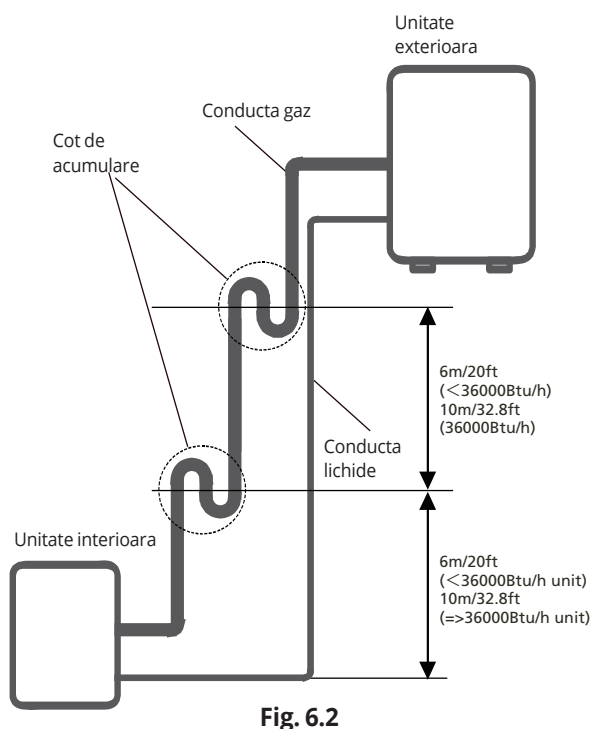 Unitate
exterioara
Conducta gaz
Cot de
acumulare
6m/20ft
(<36000Btu/h)
10m/32.8ft
(36000Btu/h)
Conducta
lichide
Unitate interioara
6m/20ft
(<36000Btu/h unit)
10m/32.8ft
(=>36000Btu/h unit)
Fig. 6.2